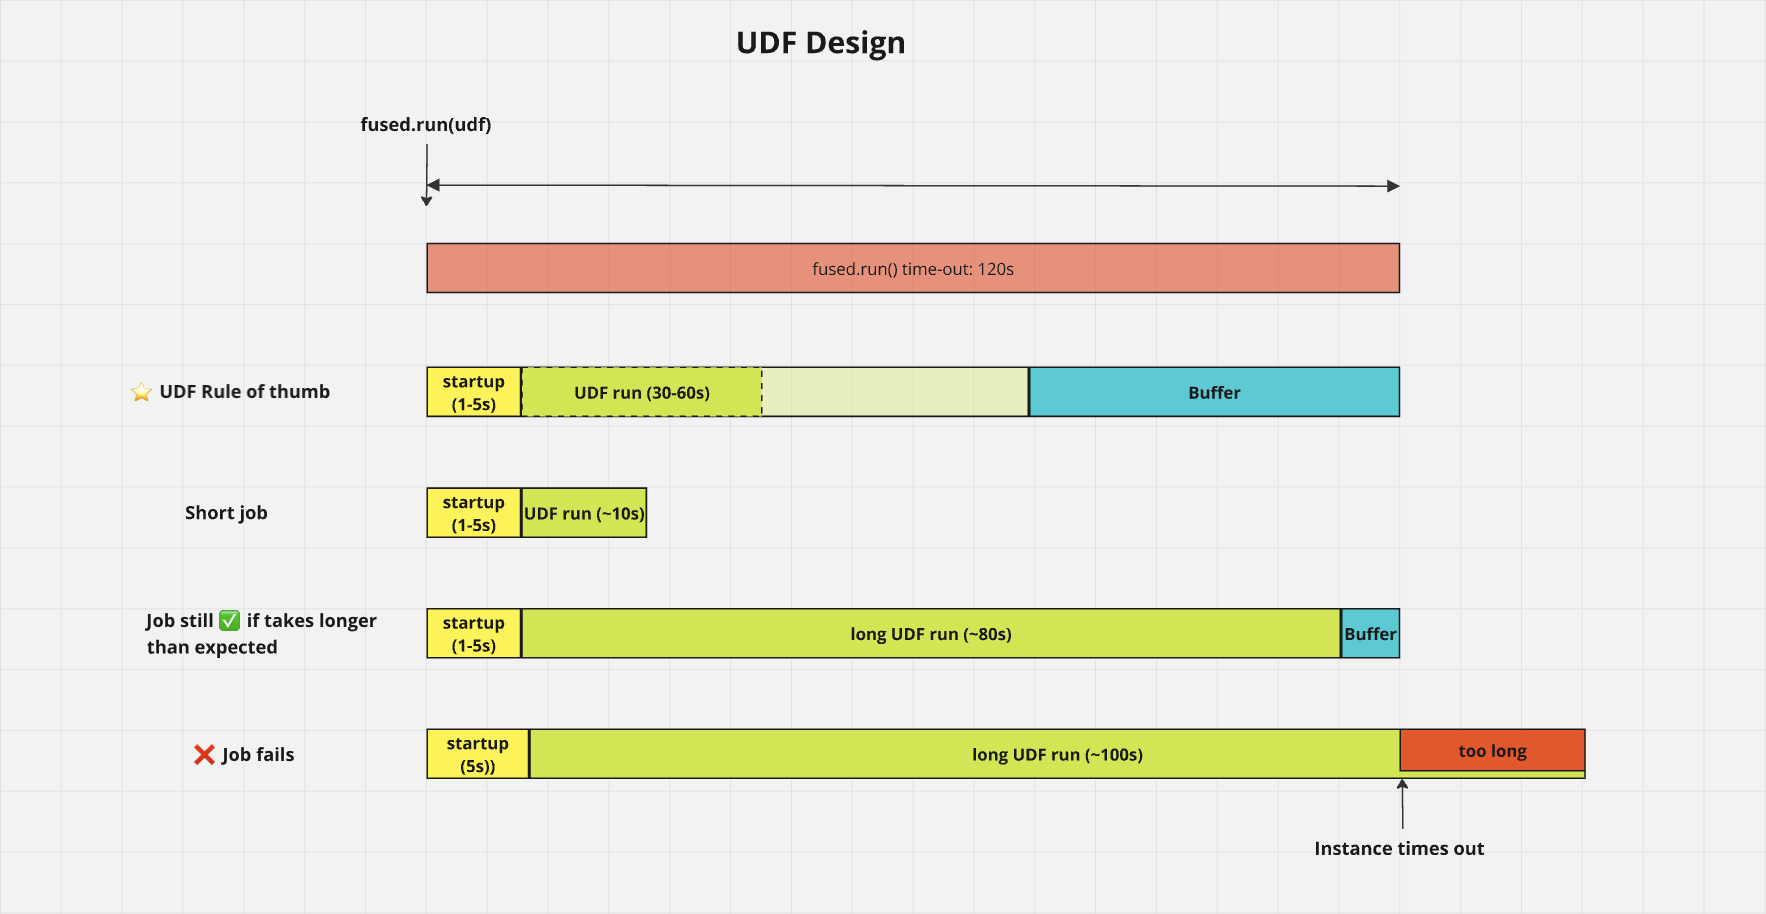 UDF Design
fused.run(udf)
fused.run() time-out: 120s
⭐ UDF Rule of thumb
startup
(1-5s)
UDF run (30-60s)
Buffer
Short job
startup
(1-5s)
UDF run (~10s)
Job still ✅ if takes longer
than expected
startup
(1-5s)
long UDF run (~80s)
Buffer
❌ Job fails
startup
(5s))
long UDF run (~100s)
too long
Instance times out